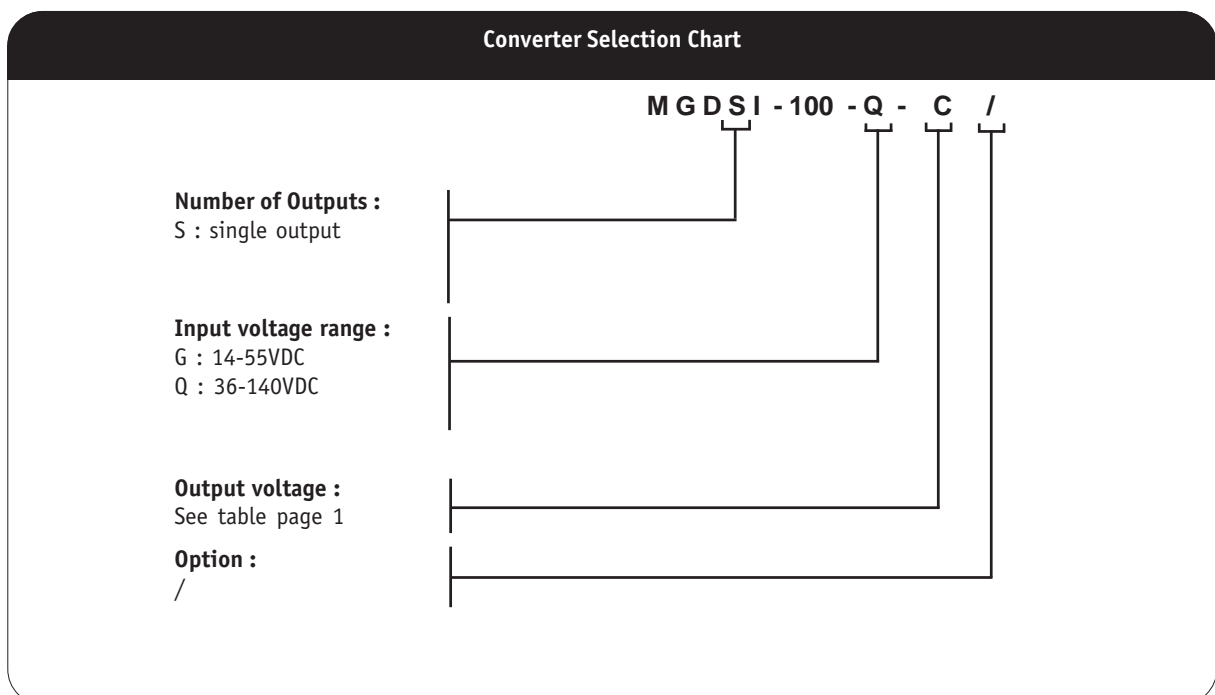 Converter Selection Chart
M G D S I - 100 - Q - C /
Number of Outputs :
S : single output
Input voltage range :
G : 14-55VDC
Q : 36-140VDC
Output voltage :
See table page 1
Option :
/